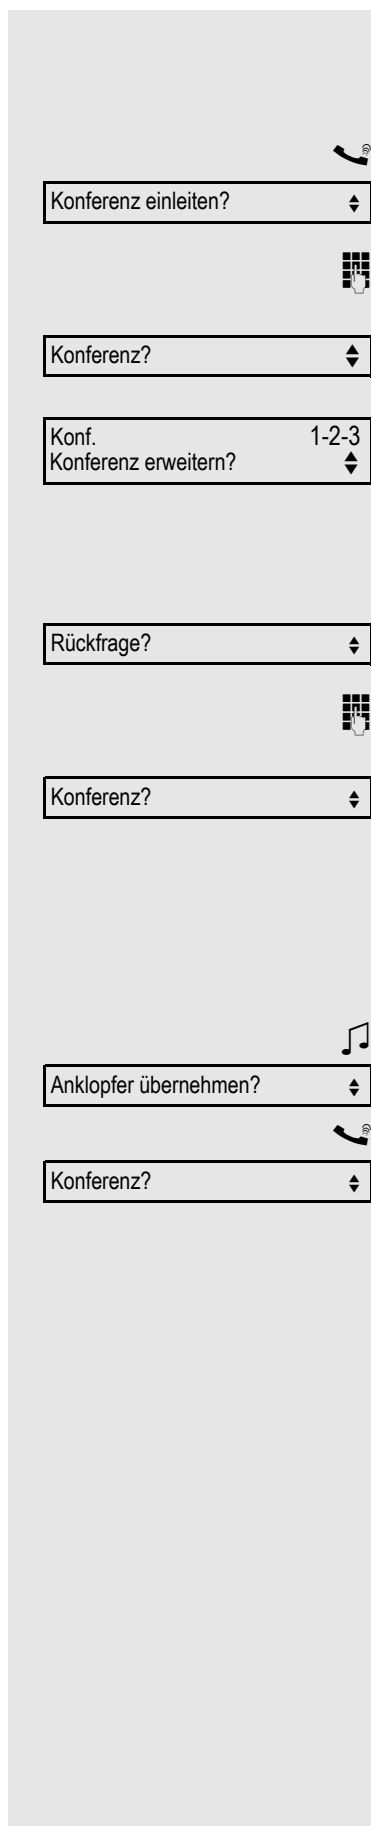 Konferenz einleiten?
Konferenz?
Konf. 1-2-3
Konferenz erweitern?
Rückfrage?
Konferenz?
Anklopfer übernehmen?
Konferenz?